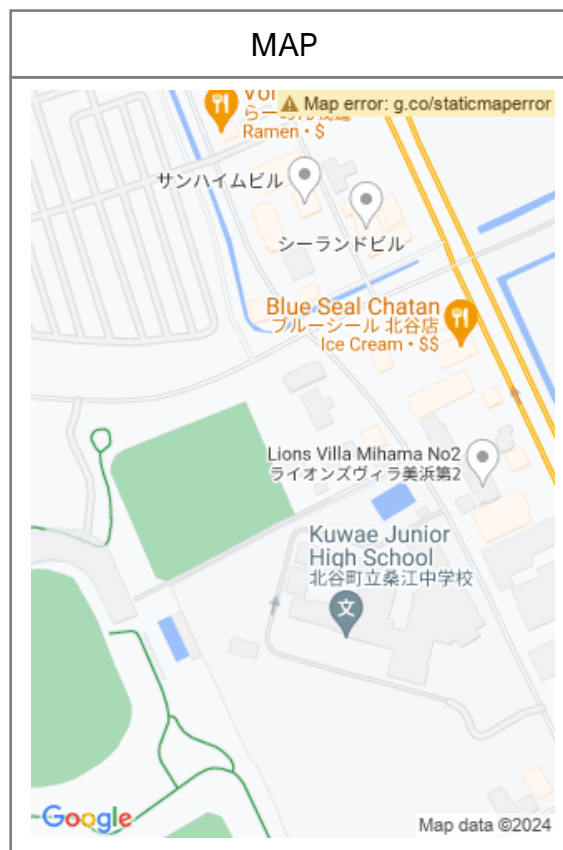 MAP
Map error: g.co/staticmaperror
Ramen • $
サンハイムビル
シーランドビル
Blue Seal Chatan
ブルーシール 北谷店
Ice Cream • $$
Lions Villa Mihama No2
ライオンズヴィラ美浜第2
Kuwae Junior
High School
北谷町立桑江中学校
文
Google
Map data ©2024